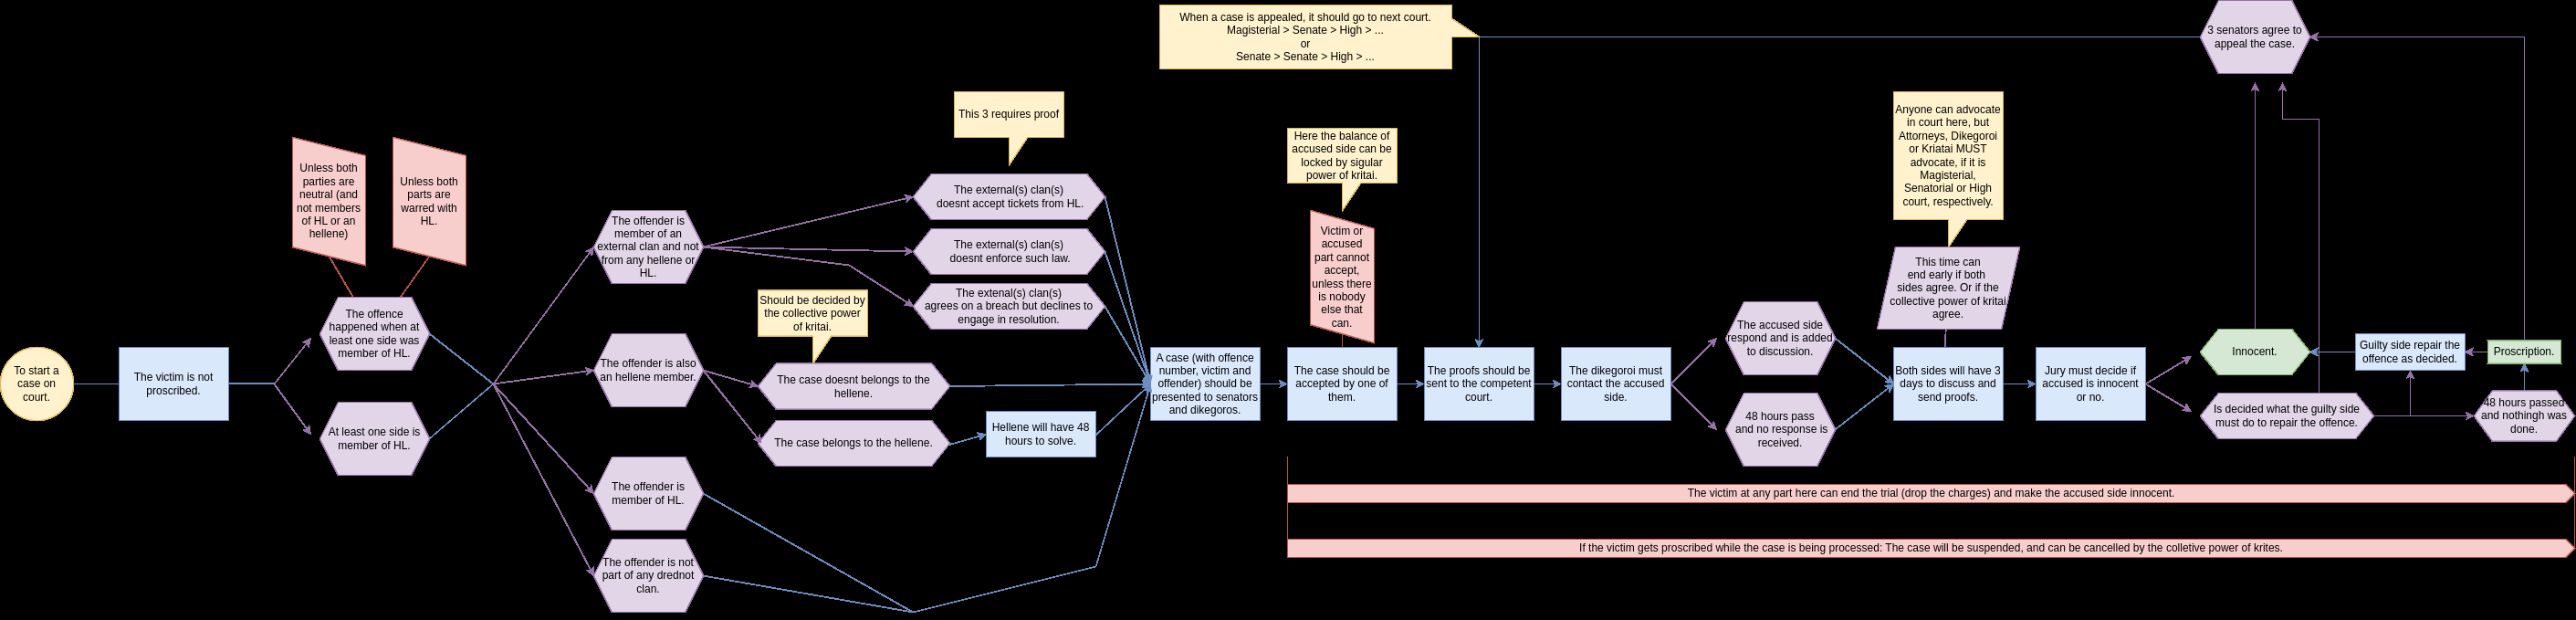 To start a
case on
court.
The victim is not
proscribed.
Unless both
parties are
neutral (and
not members
of HL or an
hellene)
Unless both
parts are
warred with
HL.
The offence
happened when at
least one side was
member of HL.
At least one side is
member of HL.
The offender is
member of an
external clan and not
from any hellene or
HL.
The offender is also
an hellene member.
The offender is
member of HL.
The offender is not
part of any drednot
clan.
This 3 requires proof
The external(s) clan(s)
doesnt accept tickets from HL.
The external(s) clan(s)
doesnt enforce such law.
The extenal(s) clan(s)
agrees on a breach but declines to
engage in resolution.
Should be decided by
the collective power
of kritai.
The case doesnt belongs to the
hellene.
The case belongs to the hellene.
Hellene will have 48
hours to solve.
A case (with offence
number, victim and
offender) should be
presented to senators
and dikegoros.
When a case is appealed, it should go to next court.
Magisterial > Senate > High > ...
or
Senate > Senate > High > ...
Here the balance of
accused side can be
locked by sigular
power of kritai.
Victim or
accused
part cannot
accept,
unless there
is nobody
else that
can.
The case should be
accepted by one of
them.
The proofs should be
sent to the competent
court.
The dikegoroi must
contact the accused
side.
The accused side
respond and is added
to discussion.
48 hours pass
and no response is
received.
Anyone can advocate
in court here, but
Attorneys, Dikegoroi
or Kriatai MUST
advocate, if it is
Magisterial,
Senatorial or High
court, respectively.
This time can
end early if both
sides agree. Or if the
collective power of kritai
agree.
Both sides will have 3
days to discuss and
send proofs.
Jury must decide if
accused is innocent
or no.
3 senators agree to
appeal the case.
Innocent.
Is decided what the guilty side
must do to repair the offence.
Guilty side repair the
offence as decided.
Proscription.
48 hours passed
and nothingh was
done.
The victim at any part here can end the trial (drop the charges) and make the accused side innocent.
If the victim gets proscribed while the case is being processed: The case will be suspended, and can be cancelled by the colletive power of krites.